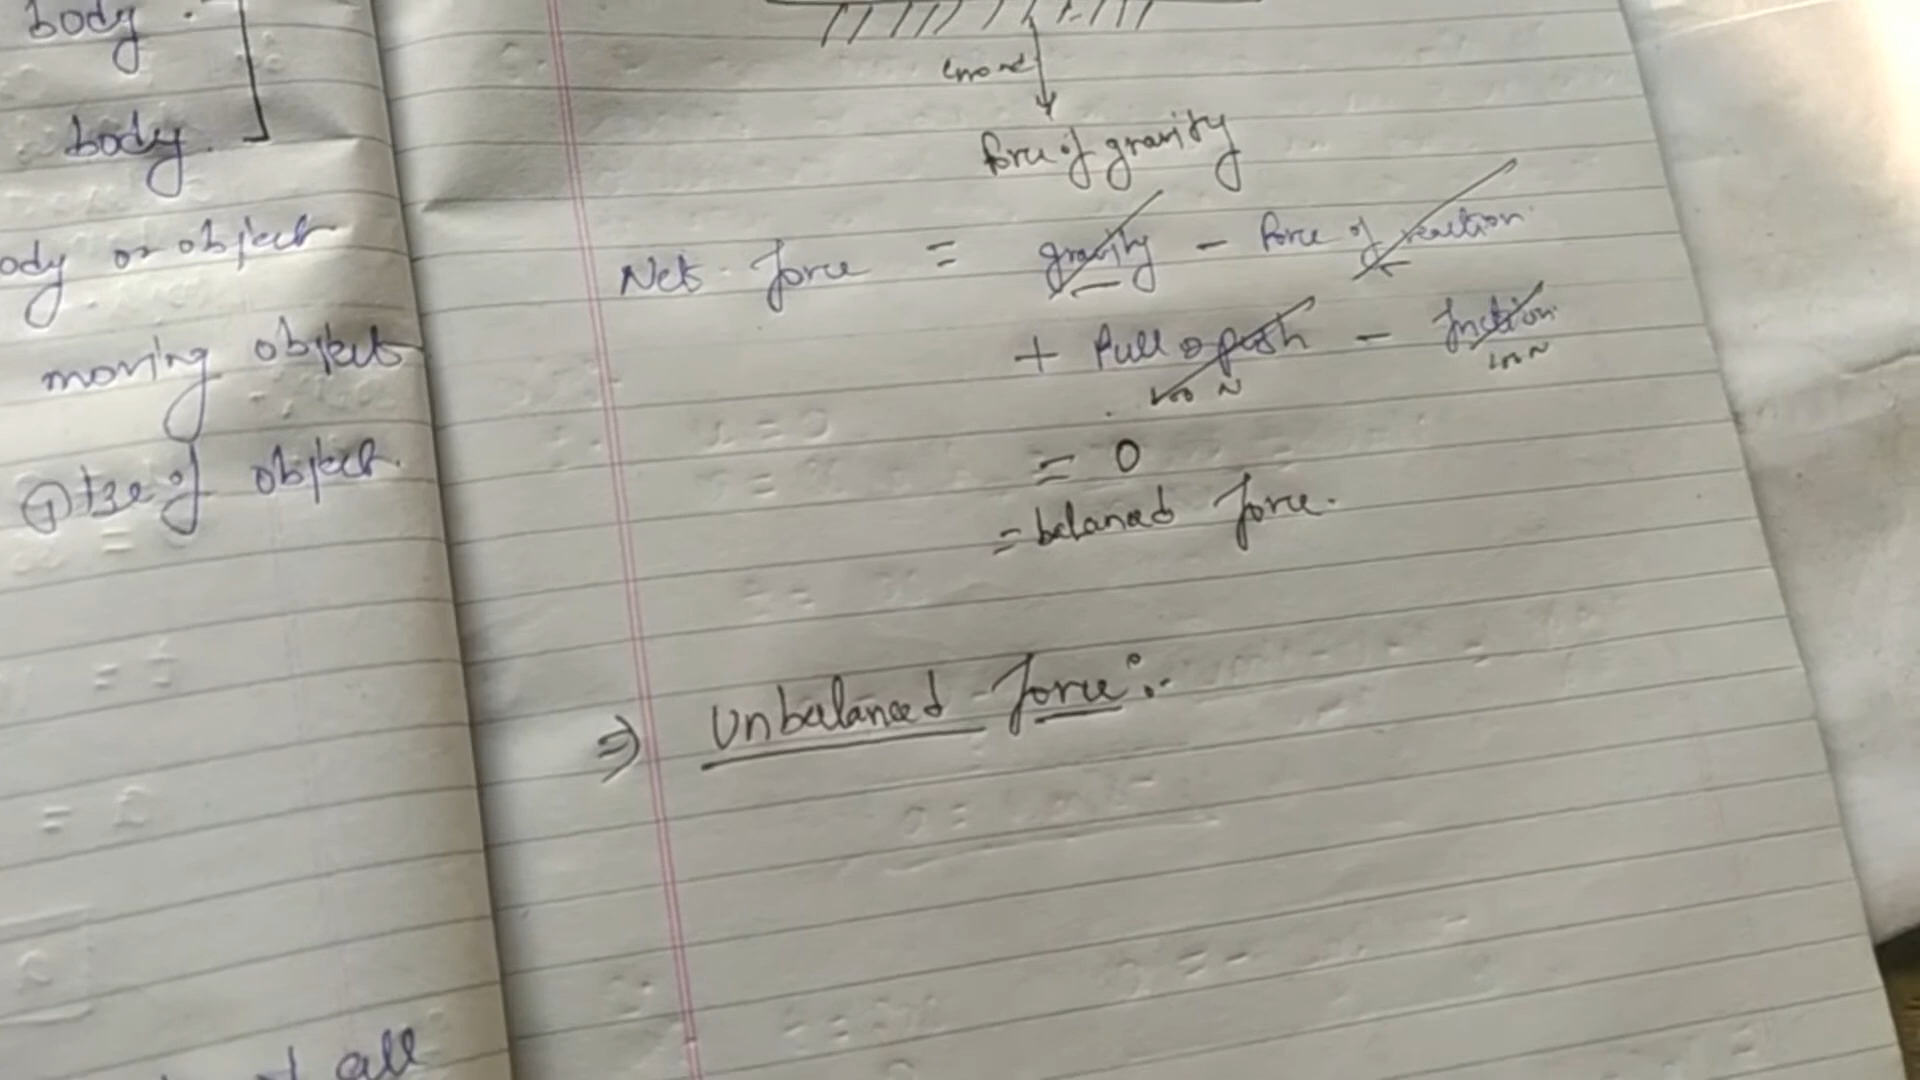 body.
body.
ody or object
moving object
size of object.
all
force of gravity
Net force = gravity - force of reaction
+ Pull or push - friction
100 N 100 N
= 0
= balanced force.
⇒ Unbalanced force :-